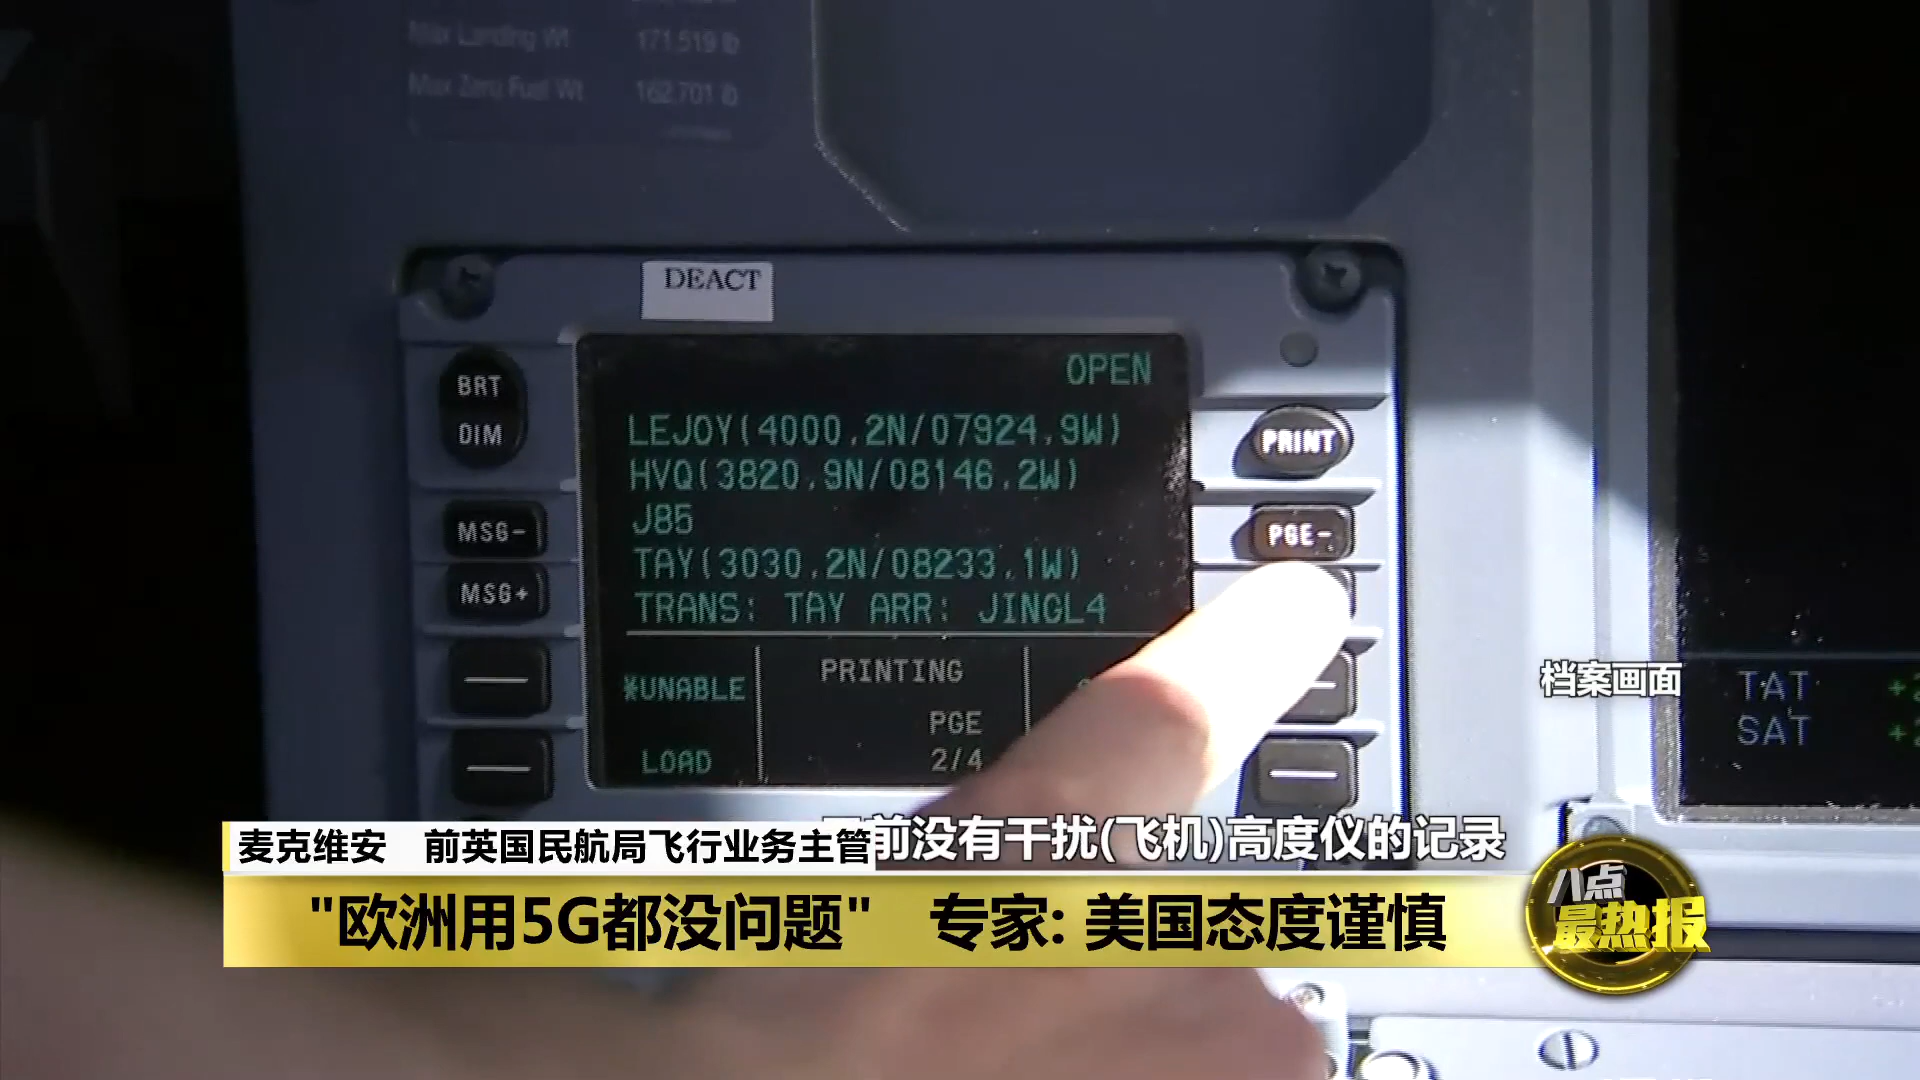 Max Landing Wt 171,519 lb
Max Zero Fuel Wt 162,701 lb
DEACT
BRT
DIM
MSG-
MSG+
OPEN
LEJOY(4000.2N/07924.9W)
HVQ(3820.9N/08146.2W)
J85
TAY(3030.2N/08233.1W)
TRANS: TAY ARR: JINGL4
*UNABLE
PRINTING
PGE
LOAD
2/4
PRINT
PGE-
档案画面
TAT +2
SAT +2
前没有干扰(飞机)高度仪的记录
麦克维安 前英国民航局飞行业务主管
"欧洲用5G都没问题" 专家: 美国态度谨慎
八点
最热报